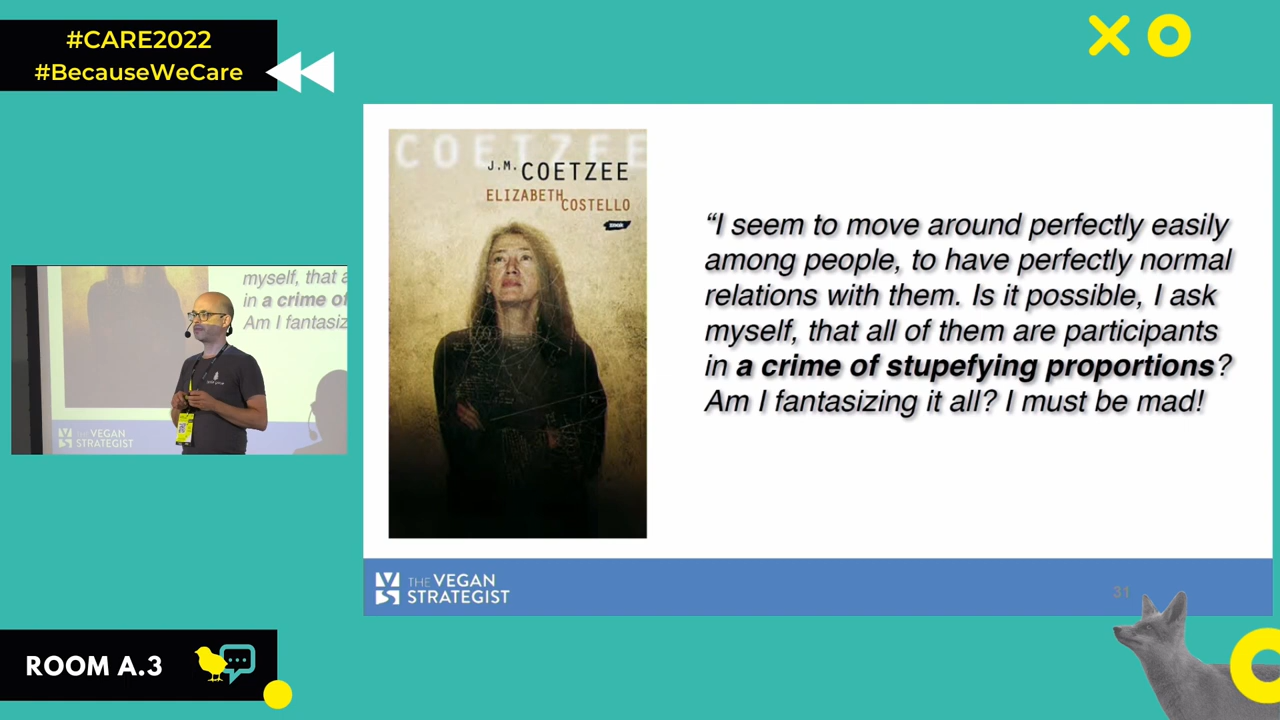 #CARE2022
#BecauseWeCare
COETZEE
J.M. COETZEE
ELIZABETH
COSTELLO
“I seem to move around perfectly easily
among people, to have perfectly normal
relations with them. Is it possible, I ask
myself, that all of them are participants
in a crime of stupefying proportions?
Am I fantasizing it all? I must be mad!
myself, that a
in a crime of
Am I fantasiz
THE VEGAN
STRATEGIST
THE VEGAN
STRATEGIST
31
ROOM A.3